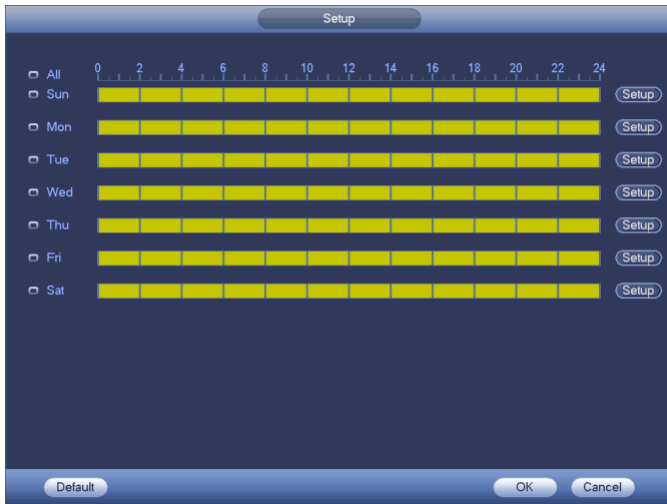 Setup
0 2 4 6 8 10 12 14 16 18 20 22 24
All
Sun Setup
Mon Setup
Tue Setup
Wed Setup
Thu Setup
Fri Setup
Sat Setup
Default OK Cancel